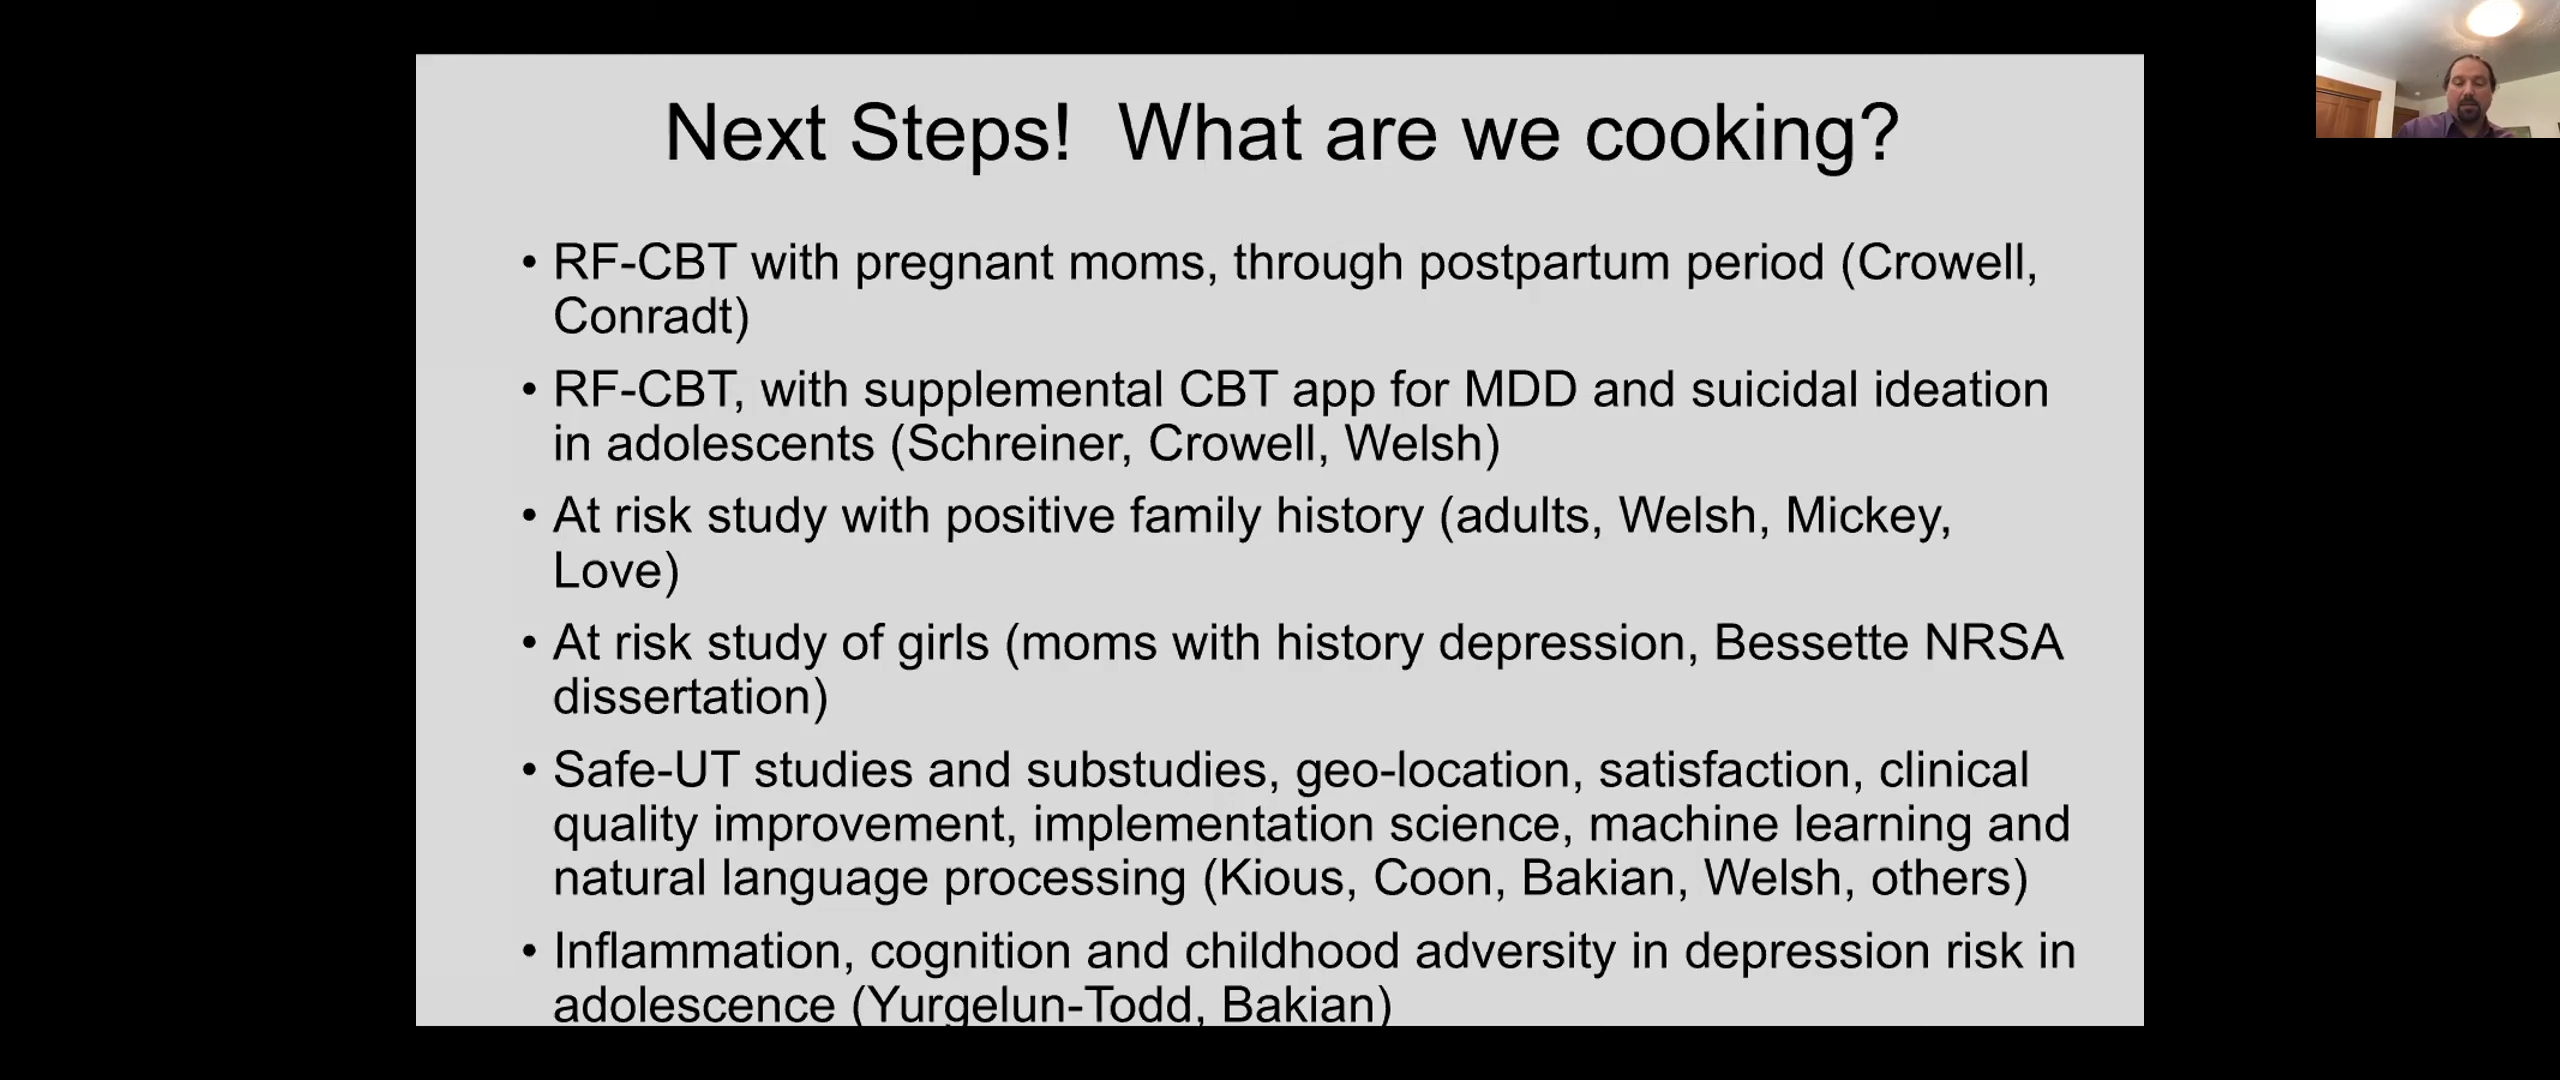 Next Steps!  What are we cooking?
• RF-CBT with pregnant moms, through postpartum period (Crowell,
Conradt)
• RF-CBT, with supplemental CBT app for MDD and suicidal ideation
in adolescents (Schreiner, Crowell, Welsh)
• At risk study with positive family history (adults, Welsh, Mickey,
Love)
• At risk study of girls (moms with history depression, Bessette NRSA
dissertation)
• Safe-UT studies and substudies, geo-location, satisfaction, clinical
quality improvement, implementation science, machine learning and
natural language processing (Kious, Coon, Bakian, Welsh, others)
• Inflammation, cognition and childhood adversity in depression risk in
adolescence (Yurgelun-Todd, Bakian)